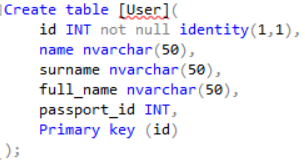 Create table [User](
id INT not null identity(1,1),
name nvarchar(50),
surname nvarchar(50),
full_name nvarchar(50),
passport_id INT,
Primary key (id)
);